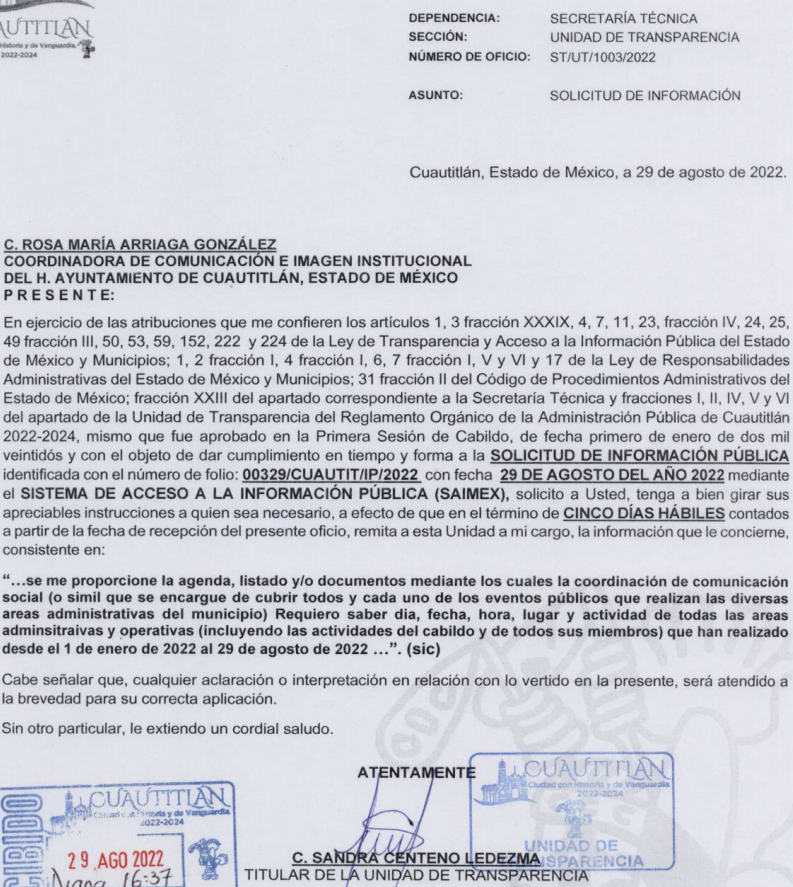 CUAUTITLÁN
Historia y de Vanguardia
2022-2024
DEPENDENCIA: SECRETARÍA TÉCNICA
SECCIÓN: UNIDAD DE TRANSPARENCIA
NÚMERO DE OFICIO: ST/UT/1003/2022
ASUNTO: SOLICITUD DE INFORMACIÓN
Cuautitlán, Estado de México, a 29 de agosto de 2022.
C. ROSA MARÍA ARRIAGA GONZÁLEZ
COORDINADORA DE COMUNICACIÓN E IMAGEN INSTITUCIONAL
DEL H. AYUNTAMIENTO DE CUAUTITLÁN, ESTADO DE MÉXICO
P R E S E N T E:
En ejercicio de las atribuciones que me confieren los artículos 1, 3 fracción XXXIX, 4, 7, 11, 23, fracción IV, 24, 25,
49 fracción III, 50, 53, 59, 152, 222 y 224 de la Ley de Transparencia y Acceso a la Información Pública del Estado
de México y Municipios; 1, 2 fracción I, 4 fracción I, 6, 7 fracción I, V y VI y 17 de la Ley de Responsabilidades
Administrativas del Estado de México y Municipios; 31 fracción II del Código de Procedimientos Administrativos del
Estado de México; fracción XXIII del apartado correspondiente a la Secretaría Técnica y fracciones I, II, IV, V y VI
del apartado de la Unidad de Transparencia del Reglamento Orgánico de la Administración Pública de Cuautitlán
2022-2024, mismo que fue aprobado en la Primera Sesión de Cabildo, de fecha primero de enero de dos mil
veintidós y con el objeto de dar cumplimiento en tiempo y forma a la SOLICITUD DE INFORMACIÓN PÚBLICA
identificada con el número de folio: 00329/CUAUTIT/IP/2022 con fecha 29 DE AGOSTO DEL AÑO 2022 mediante
el SISTEMA DE ACCESO A LA INFORMACIÓN PÚBLICA (SAIMEX), solicito a Usted, tenga a bien girar sus
apreciables instrucciones a quien sea necesario, a efecto de que en el término de CINCO DÍAS HÁBILES contados
a partir de la fecha de recepción del presente oficio, remita a esta Unidad a mi cargo, la información que le concierne,
consistente en:
“...se me proporcione la agenda, listado y/o documentos mediante los cuales la coordinación de comunicación
social (o simil que se encargue de cubrir todos y cada uno de los eventos públicos que realizan las diversas
areas administrativas del municipio) Requiero saber dia, fecha, hora, lugar y actividad de todas las areas
adminsitraivas y operativas (incluyendo las actividades del cabildo y de todos sus miembros) que han realizado
desde el 1 de enero de 2022 al 29 de agosto de 2022 ...”. (sic)
Cabe señalar que, cualquier aclaración o interpretación en relación con lo vertido en la presente, será atendido a
la brevedad para su correcta aplicación.
Sin otro particular, le extiendo un cordial saludo.
ATENTAMENTE
CUAUTITLÁN
Ciudad con Historia y de Vanguardia
2022-2024
UNIDAD DE
TRANSPARENCIA
RECIBIDO
CUAUTITLÁN
Ciudad con Historia y de Vanguardia
2022-2024
29 AGO 2022
16:37
C. SANDRA CENTENO LEDEZMA
TITULAR DE LA UNIDAD DE TRANSPARENCIA